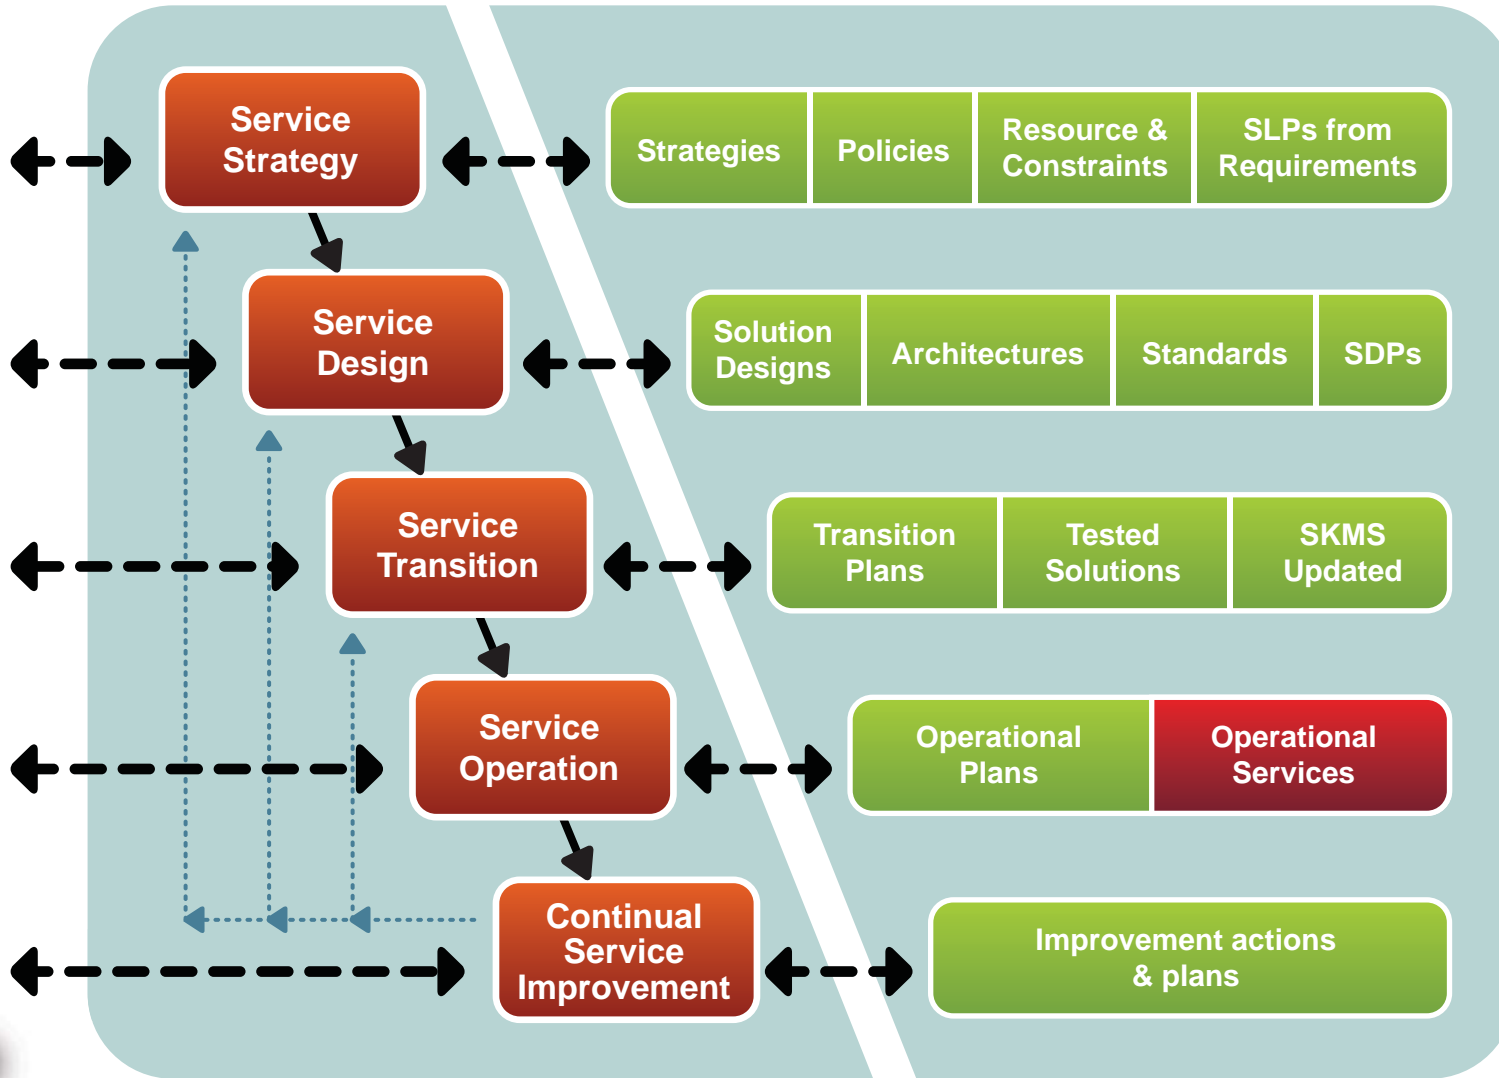 Service
Strategy
Strategies
Policies
Resource &
Constraints
SLPs from
Requirements
Service
Design
Solution
Designs
Architectures
Standards
SDPs
Service
Transition
Transition
Plans
Tested
Solutions
SKMS
Updated
Service
Operation
Operational
Plans
Operational
Services
Continual
Service
Improvement
Improvement actions
& plans